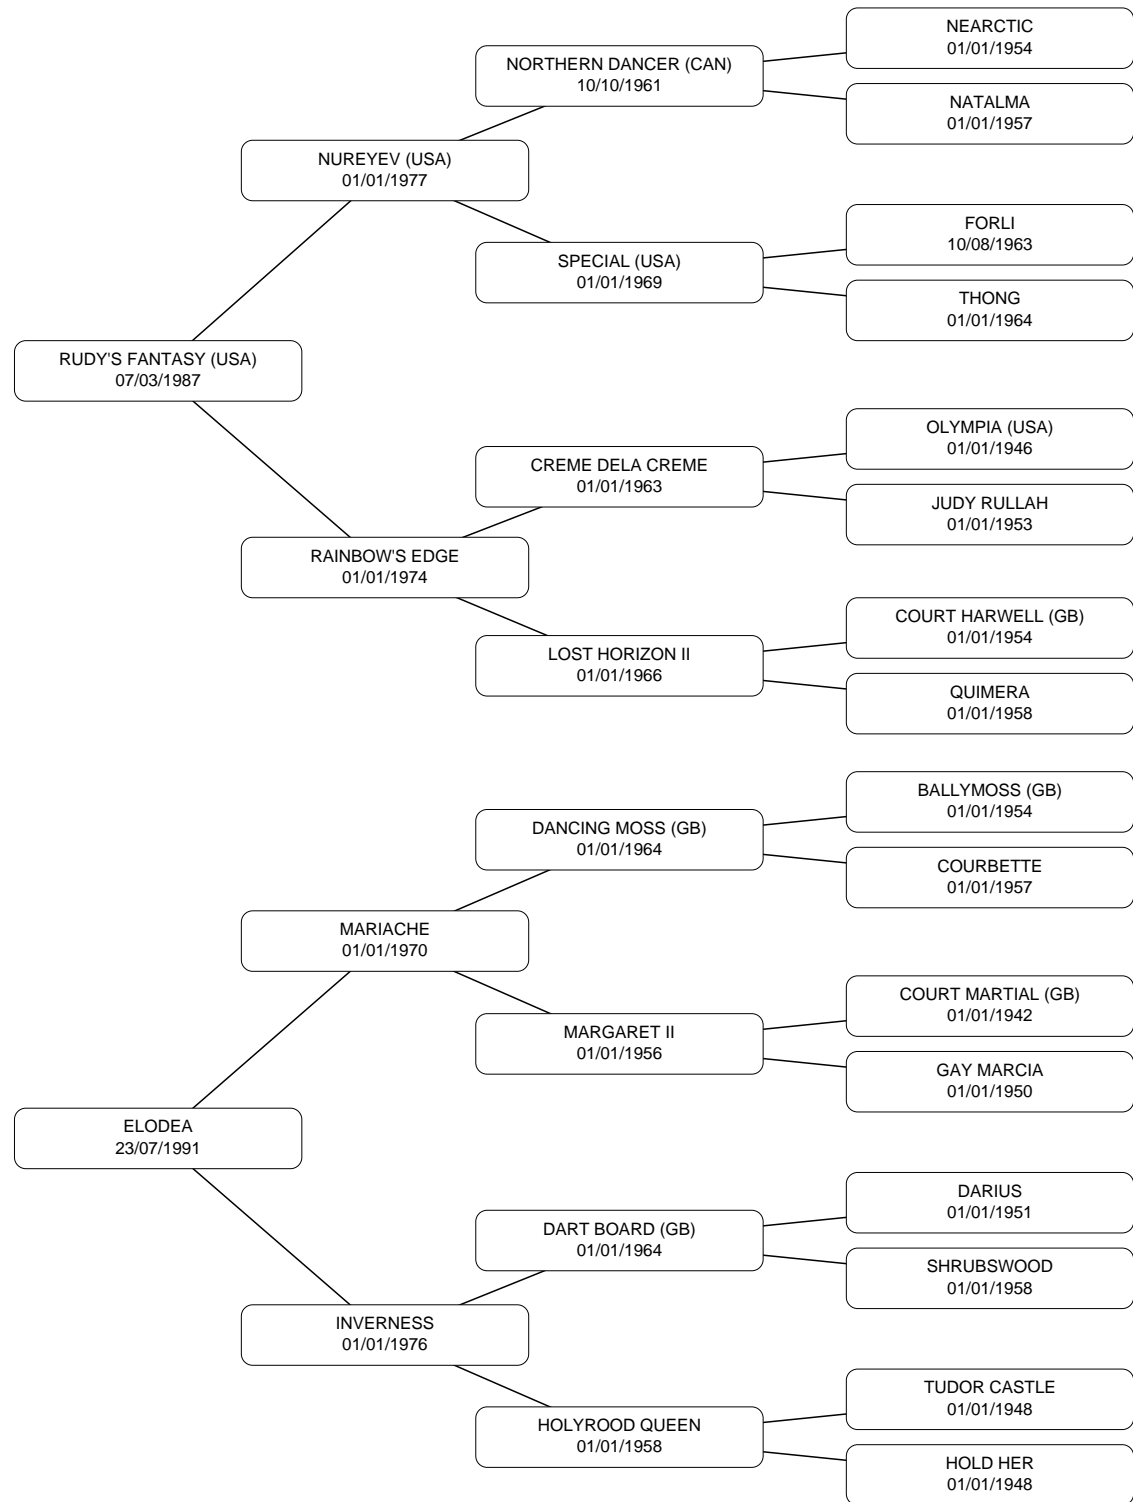 NEARCTIC
01/01/1954
NORTHERN DANCER (CAN)
10/10/1961
NATALMA
01/01/1957
NUREYEV (USA)
01/01/1977
FORLI
10/08/1963
SPECIAL (USA)
01/01/1969
THONG
01/01/1964
RUDY'S FANTASY (USA)
07/03/1987
OLYMPIA (USA)
01/01/1946
CREME DELA CREME
01/01/1963
JUDY RULLAH
01/01/1953
RAINBOW'S EDGE
01/01/1974
COURT HARWELL (GB)
01/01/1954
LOST HORIZON II
01/01/1966
QUIMERA
01/01/1958
BALLYMOSS (GB)
01/01/1954
DANCING MOSS (GB)
01/01/1964
COURBETTE
01/01/1957
MARIACHE
01/01/1970
COURT MARTIAL (GB)
01/01/1942
MARGARET II
01/01/1956
GAY MARCIA
01/01/1950
ELODEA
23/07/1991
DARIUS
01/01/1951
DART BOARD (GB)
01/01/1964
SHRUBSWOOD
01/01/1958
INVERNESS
01/01/1976
TUDOR CASTLE
01/01/1948
HOLYROOD QUEEN
01/01/1958
HOLD HER
01/01/1948